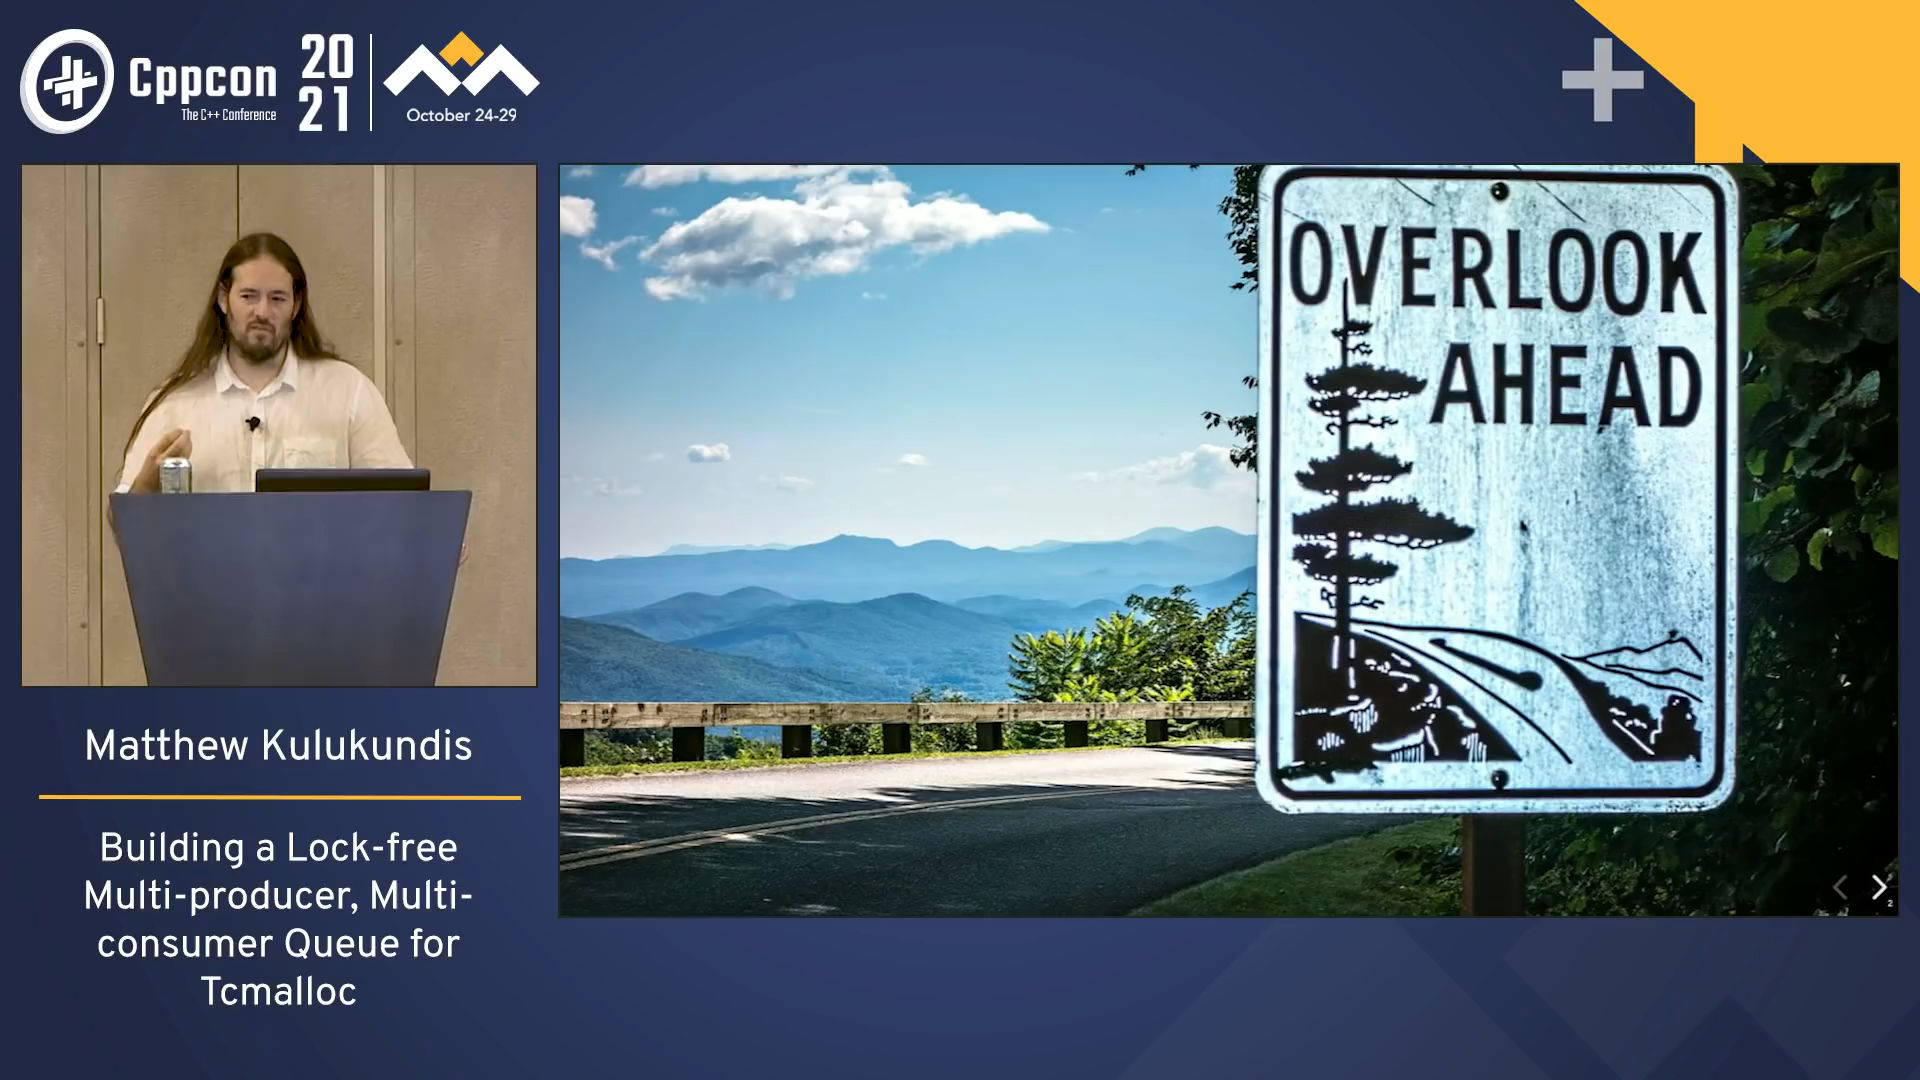 Cppcon
The C++ Conference
20
21
October 24-29
OVERLOOK
AHEAD
2
Matthew Kulukundis
Building a Lock-free
Multi-producer, Multi-
consumer Queue for
Tcmalloc